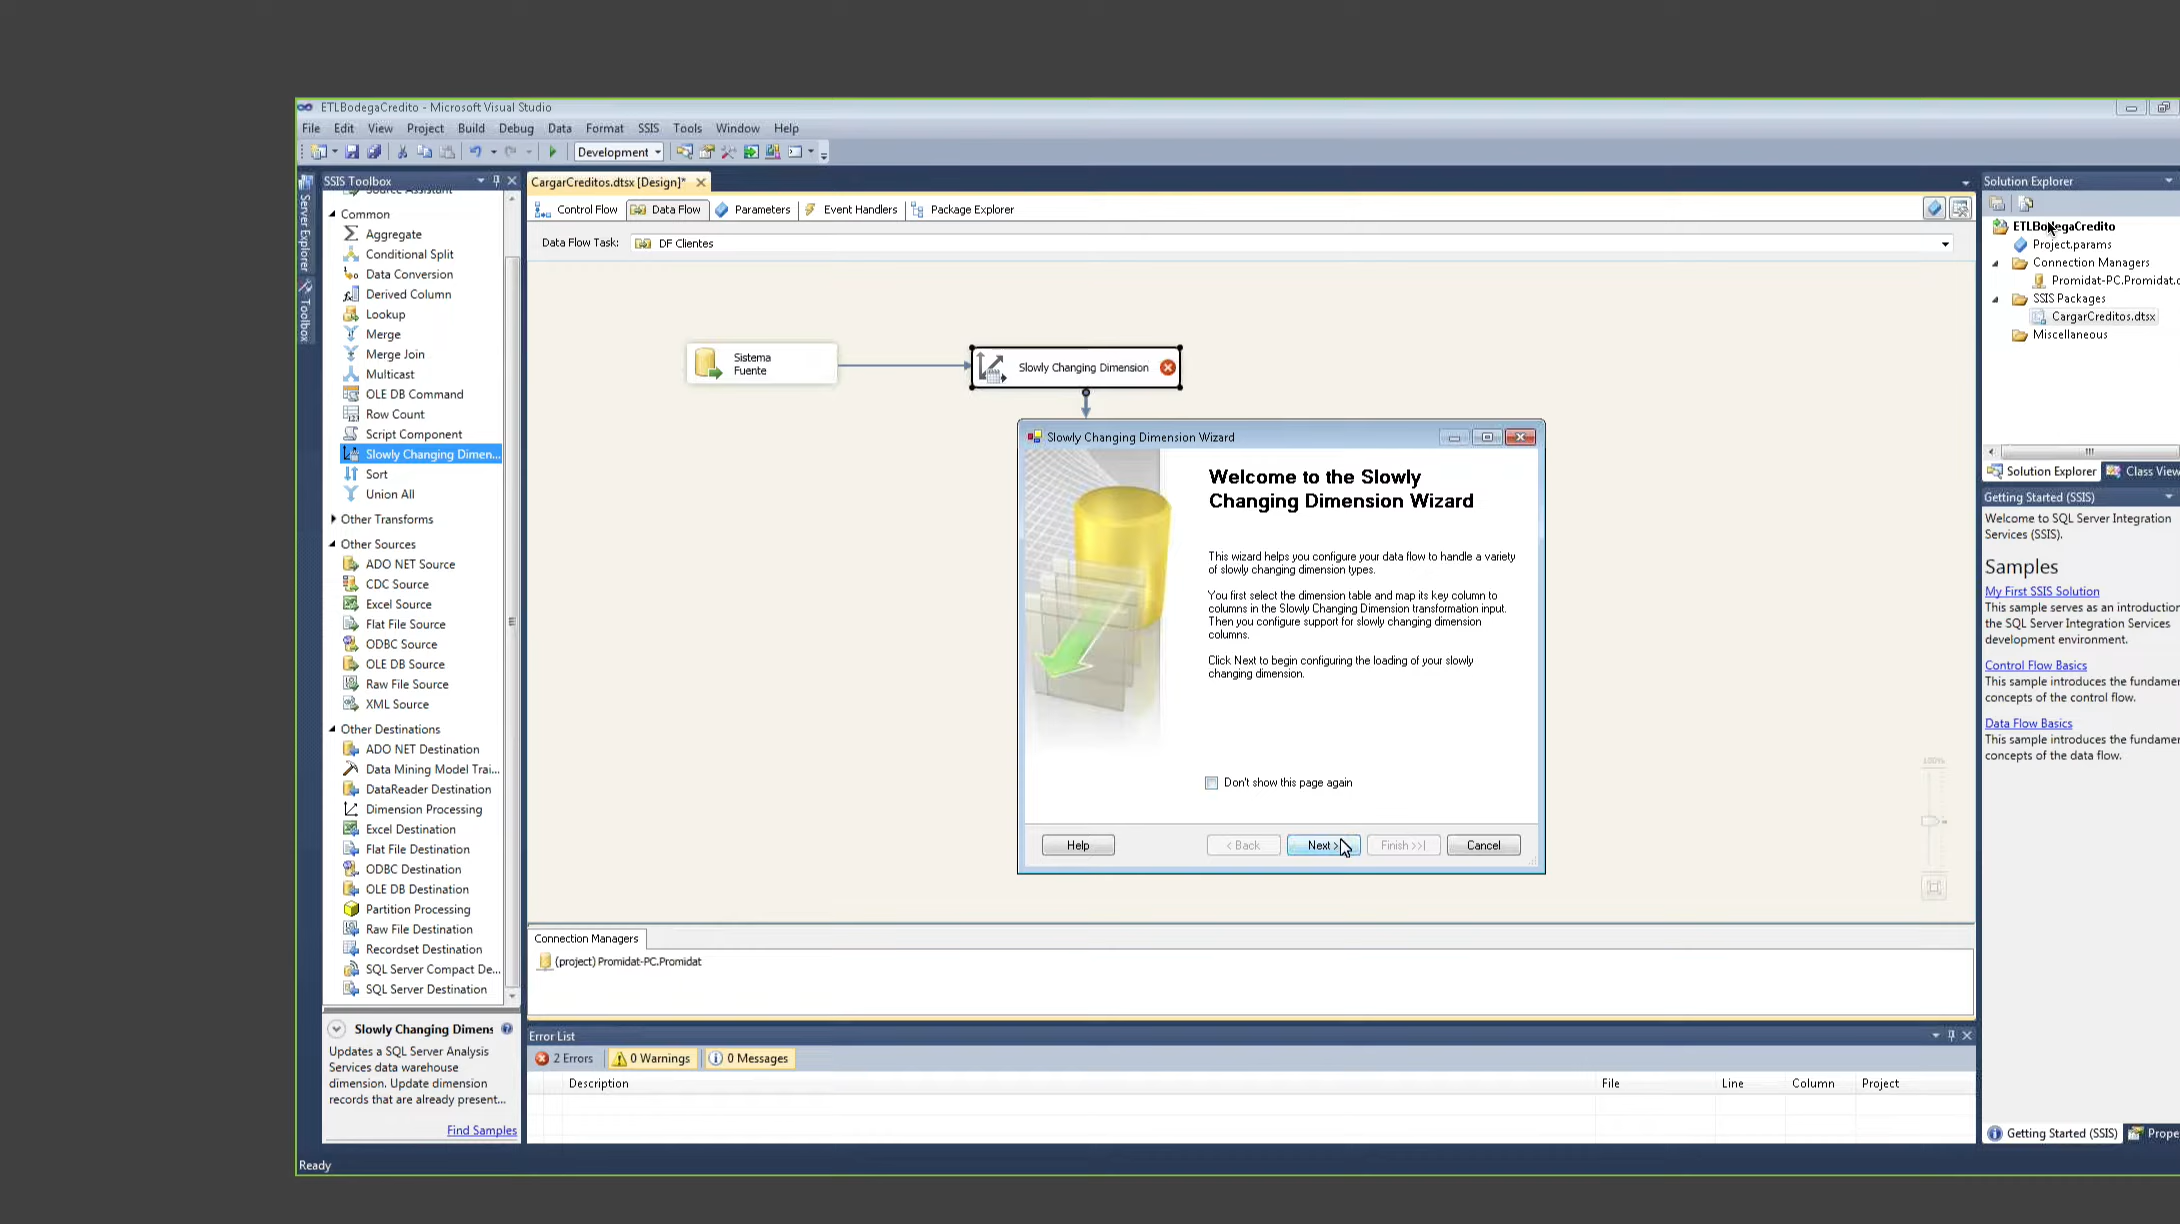 ETLBodegaCredito - Microsoft Visual Studio
File Edit View Project Build Debug Data Format SSIS Tools Window Help
Development
Server Explorer
Toolbox
SSIS Toolbox
Source Assistant
Common
Aggregate
Conditional Split
Data Conversion
Derived Column
Lookup
Merge
Merge Join
Multicast
OLE DB Command
Row Count
Script Component
Slowly Changing Dimen...
Sort
Union All
Other Transforms
Other Sources
ADO NET Source
CDC Source
Excel Source
Flat File Source
ODBC Source
OLE DB Source
Raw File Source
XML Source
Other Destinations
ADO NET Destination
Data Mining Model Trai...
DataReader Destination
Dimension Processing
Excel Destination
Flat File Destination
ODBC Destination
OLE DB Destination
Partition Processing
Raw File Destination
Recordset Destination
SQL Server Compact De...
SQL Server Destination
Slowly Changing Dimens
Updates a SQL Server Analysis
Services data warehouse
dimension. Update dimension
records that are already present...
Find Samples
CargarCreditos.dtsx [Design]*
Control Flow Data Flow Parameters Event Handlers Package Explorer
Data Flow Task: DF Clientes
Sistema
Fuente
Slowly Changing Dimension
Slowly Changing Dimension Wizard
Welcome to the Slowly
Changing Dimension Wizard
This wizard helps you configure your data flow to handle a variety
of slowly changing dimension types.
You first select the dimension table and map its key column to
columns in the Slowly Changing Dimension transformation input.
Then you configure support for slowly changing dimension
columns.
Click Next to begin configuring the loading of your slowly
changing dimension.
Don't show this page again
Help < Back Next > Finish >>| Cancel
100%
Connection Managers
(project) Promidat-PC.Promidat
Error List
2 Errors 0 Warnings 0 Messages
Description File Line Column Project
Solution Explorer
ETLBodegaCredito
Project.params
Connection Managers
Promidat-PC.Promidat.c
SSIS Packages
CargarCreditos.dtsx
Miscellaneous
Solution Explorer Class View
Getting Started (SSIS)
Welcome to SQL Server Integration
Services (SSIS).
Samples
My First SSIS Solution
This sample serves as an introduction
the SQL Server Integration Services
development environment.
Control Flow Basics
This sample introduces the fundamer
concepts of the control flow.
Data Flow Basics
This sample introduces the fundamer
concepts of the data flow.
Getting Started (SSIS) Prope
Ready